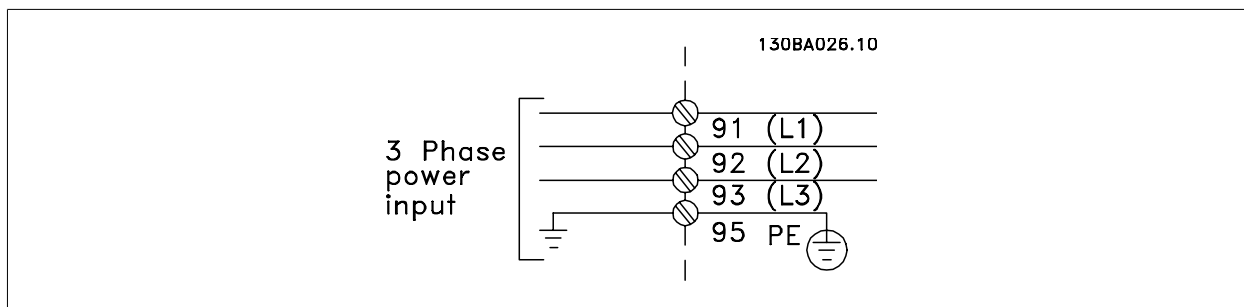 130BA026.10
3 Phase
power
input
91 (L1)
92 (L2)
93 (L3)
95 PE